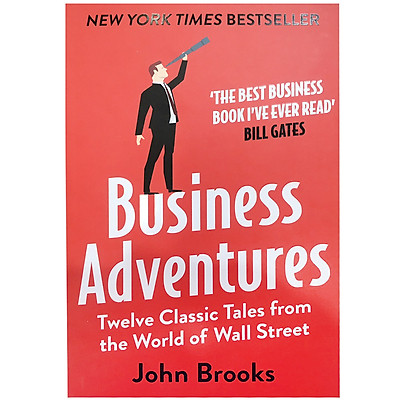 NEW YORK TIMES BESTSELLER
'THE BEST BUSINESS
BOOK I'VE EVER READ'
BILL GATES
Business
Adventures
Twelve Classic Tales from
the World of Wall Street
John Brooks